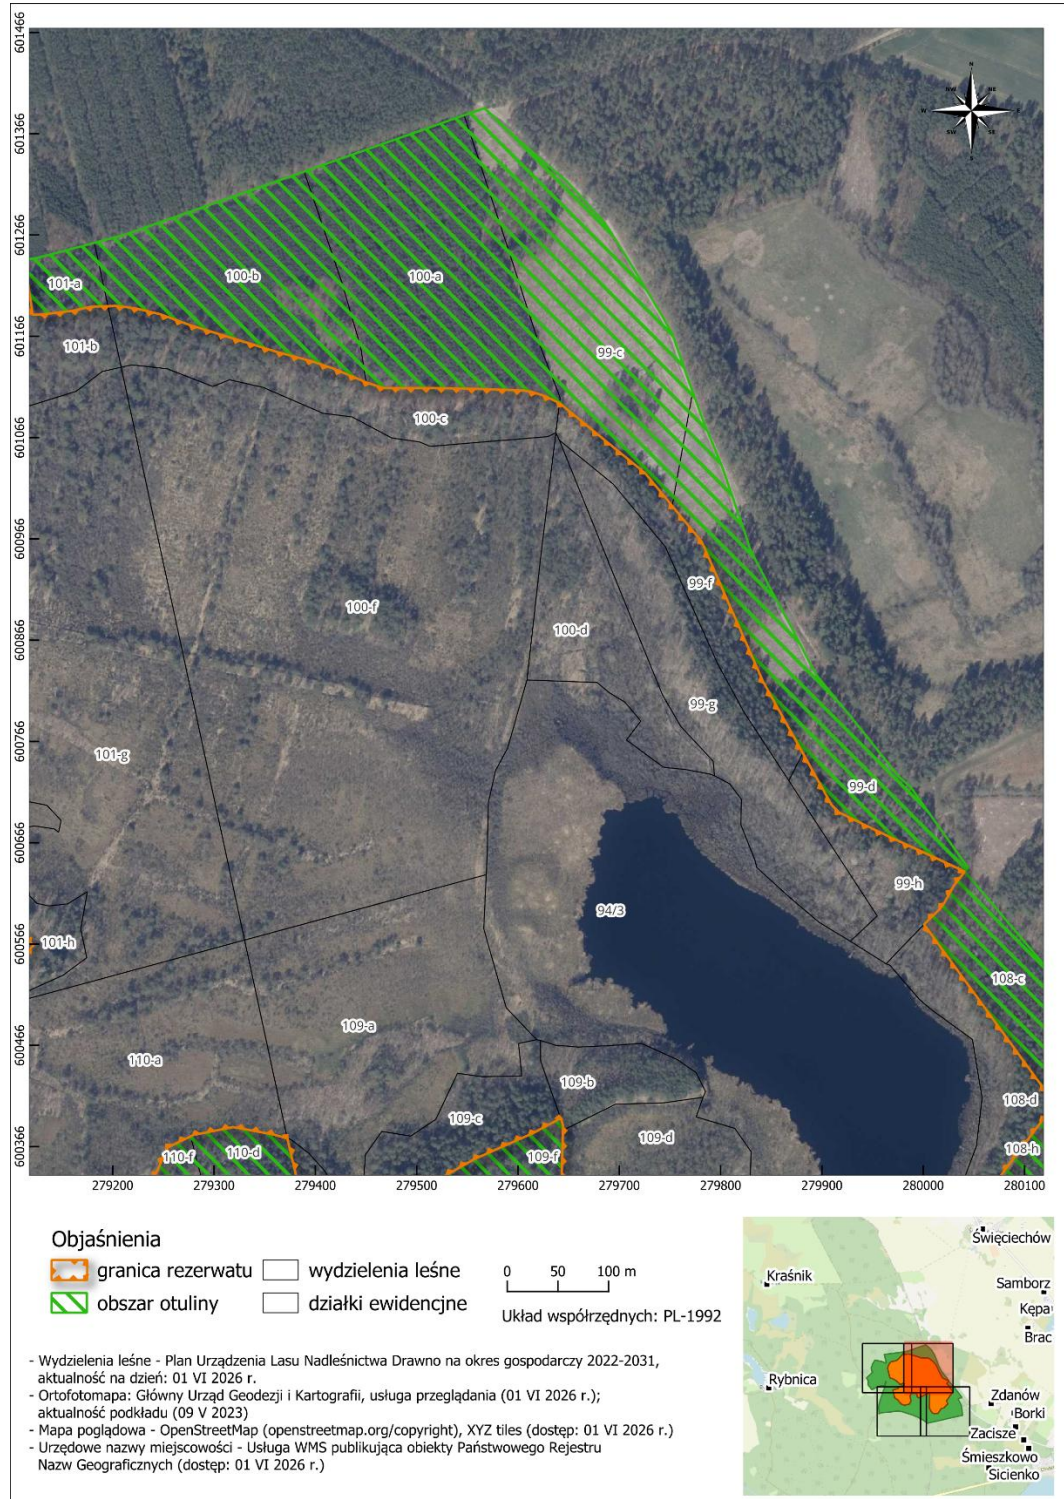 601466
601366
601266
601166
601066
600966
600866
600766
600666
600566
600466
600366
N
NW
NE
W
E
SW
SE
S
101-a
100-b
100-a
99-c
101-b
100-c
99-f
100-f
100-d
99-g
101-g
99-d
99-h
94/3
101-h
108-c
109-a
110-a
109-b
108-d
109-c
109-d
110-f
110-d
109-f
108-h
279200
279300
279400
279500
279600
279700
279800
279900
280000
280100
Objaśnienia
granica rezerwatu
wydzielenia leśne
obszar otuliny
działki ewidencjne
0 50 100 m
Układ współrzędnych: PL-1992
- Wydzielenia leśne - Plan Urządzenia Lasu Nadleśnictwa Drawno na okres gospodarczy 2022-2031,
aktualność na dzień: 01 VI 2026 r.
- Ortofotomapa: Główny Urząd Geodezji i Kartografii, usługa przeglądania (01 VI 2026 r.);
aktualność podkładu (09 V 2023)
- Mapa poglądowa - OpenStreetMap (openstreetmap.org/copyright), XYZ tiles (dostęp: 01 VI 2026 r.)
- Urzędowe nazwy miejscowości - Usługa WMS publikująca obiekty Państwowego Rejestru
Nazw Geograficznych (dostęp: 01 VI 2026 r.)
Święciechów
Kraśnik
Samborz
Kępa
Brac
Rybnica
Zdanów
Borki
Zacisze
Śmieszkowo
Sicienko